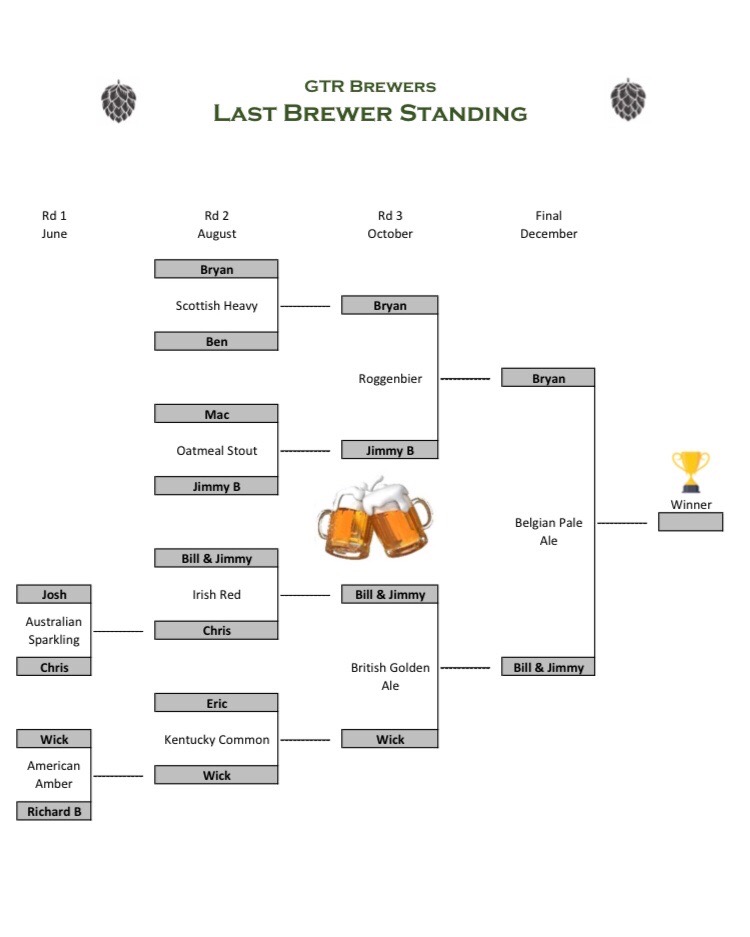 GTR Brewers
Last Brewer Standing
Rd 1
June
Rd 2
August
Rd 3
October
Final
December
Bryan
Scottish Heavy
Ben
Bryan
Roggenbier
Bryan
Mac
Oatmeal Stout
Jimmy B
Jimmy B
Winner
Belgian Pale
Ale
Bill & Jimmy
Irish Red
Chris
Josh
Australian
Sparkling
Chris
Bill & Jimmy
British Golden
Ale
Bill & Jimmy
Eric
Kentucky Common
Wick
Wick
Wick
American
Amber
Richard B